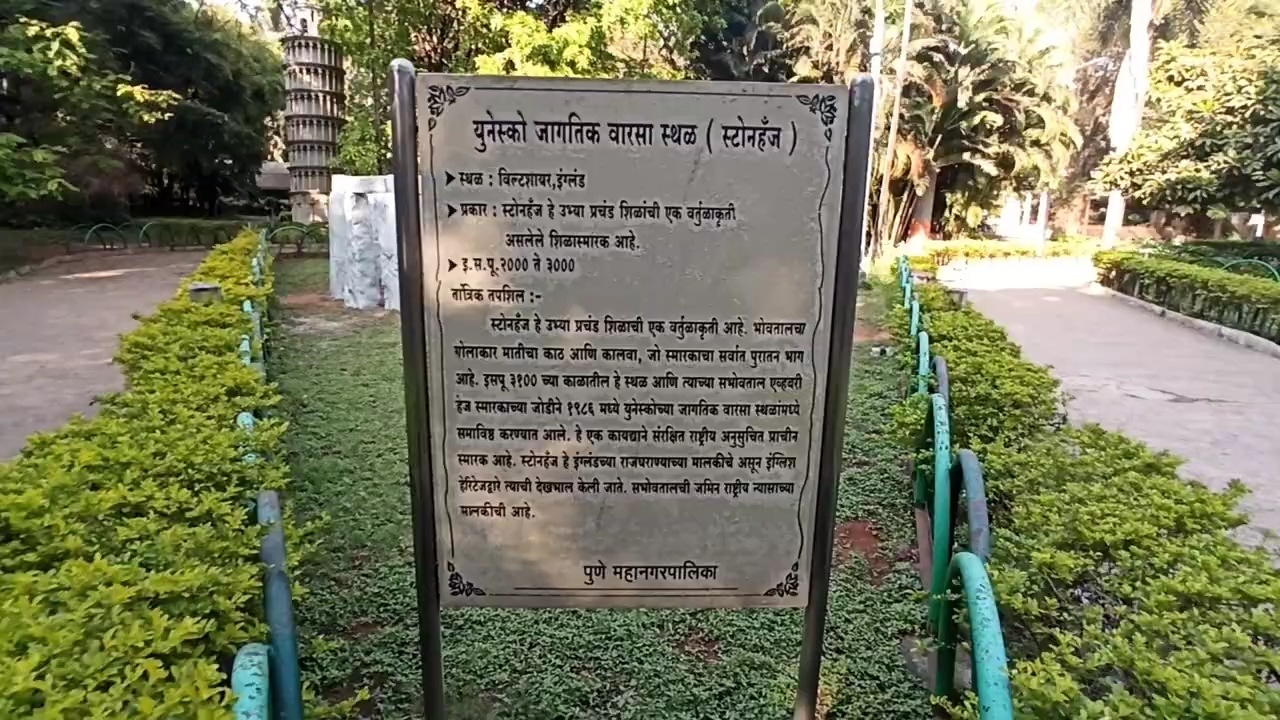 युनेस्को जागतिक वारसा स्थळ ( स्टोनहेंज )
➤ स्थळ : विल्टशायर,इंग्लंड
➤ प्रकार : स्टोनहेंज हे उभ्या प्रचंड शिळांची एक वर्तुळाकृती
असलेले शिळास्मारक आहे.
➤ इ.स.पू.२००० ते ३०००
तांत्रिक तपशिल :-
स्टोनहेंज हे उभ्या प्रचंड शिळाची एक वर्तुळाकृती आहे. भोवतालचा
गोलाकार मातीचा काठ आणि कालवा, जो स्मारकाचा सर्वात पुरातन भाग
आहे. इसपू ३१०० च्या काळातील हे स्थळ आणि त्याच्या सभोवताल एव्हबरी
हेंज स्मारकाच्या जोडीने १९८६ मध्ये युनेस्कोच्या जागतिक वारसा स्थळांमध्ये
समाविष्ठ करण्यात आले. हे एक कायद्याने संरक्षित राष्ट्रीय अनुसुचित प्राचीन
स्मारक आहे. स्टोनहेंज हे इंग्लंडच्या राजघराण्याच्या मालकीचे असून इंग्लिश
हेरिटेजद्वारे त्याची देखभाल केली जाते. सभोवतालची जमिन राष्ट्रीय न्यासाच्या
मालकीची आहे.
पुणे महानगरपालिका